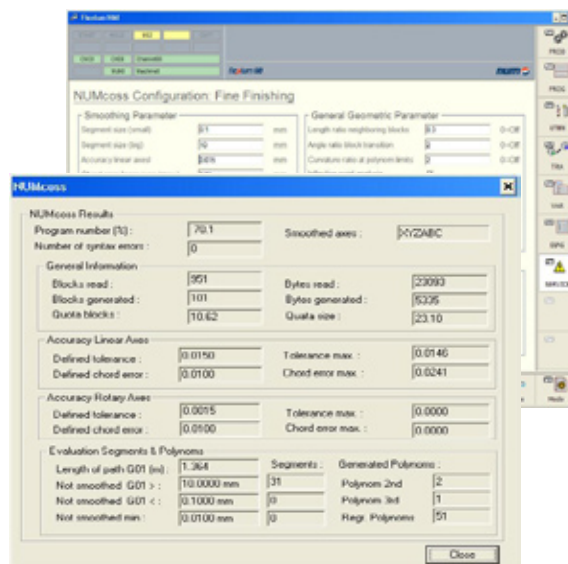 NUMcoss Configuration: Fine Finishing
Smoothing Parameter
General Geometric Parameter
Segment size (small) 0.1 mm
Length ratio neighboring blocks 0-Off
Segment size (big) 10 mm
Angle ratio block transition 0-Off
Accuracy linear axes mm
Curvature ratio at polynom limits 0-Off
NUMcoss
NUMcoss Results
Program number (%) : 70.1
Smoothed axes : XYZABC
Number of syntax errors : 0
General Information
Blocks read : 951
Bytes read : 23093
Blocks generated : 101
Bytes generated : 5335
Quota blocks : 10.62
Quata size : 23.10
Accuracy Linear Axes
Defined tolerance : 0.0150
Tolerance max. : 0.0146
Defined chord error : 0.0100
Chord error max. : 0.0241
Accuracy Rotary Axes
Defined tolerance : 0.0015
Tolerance max. : 0.0000
Defined chord error : 0.0100
Chord error max. : 0.0000
Evaluation Segments & Polynoms
Length of path G01 (m) : 1.364
Segments :
Generated Polynoms :
Not smoothed G01 > : 10.0000 mm 31
Polynom 2nd 2
Not smoothed G01 < : 0.1000 mm 0
Polynom 3rd 1
Not smoothed min : 0.0100 mm 0
Regr. Polynoms 51
Close